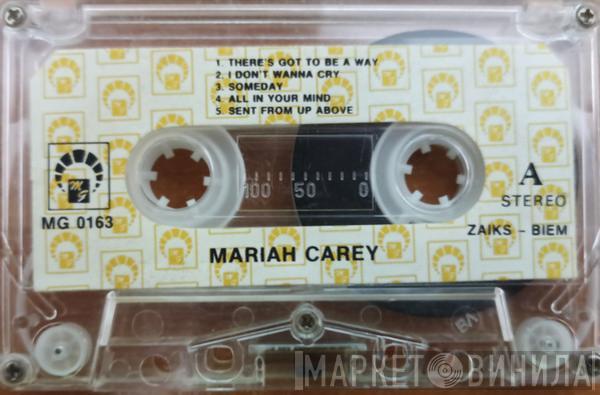 1. THERE'S GOT TO BE A WAY
2. I DON'T WANNA CRY
3. SOMEDAY
4. ALL IN YOUR MIND
5 SENT FROM UP ABOVE
MG
MG 0163
100 50 0
A
STEREO
ZAIKS - BIEM
MARIAH CAREY
МАРКЕТ ВИНИЛА